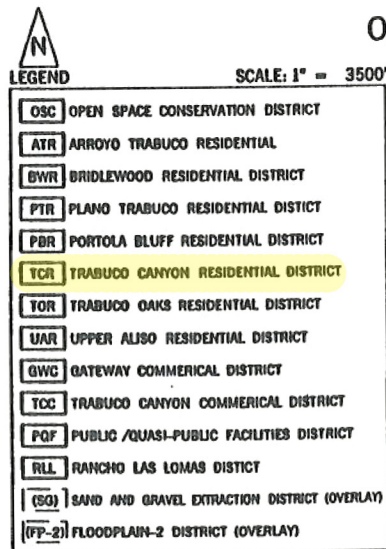 N
LEGEND SCALE: 1" = 3500'
OSC OPEN SPACE CONSERVATION DISTRICT
ATR ARROYO TRABUCO RESIDENTIAL
BWR BRIDLEWOOD RESIDENTIAL DISTRICT
PTR PLANO TRABUCO RESIDENTIAL DISTICT
PBR PORTOLA BLUFF RESIDENTIAL DISTRICT
TCR TRABUCO CANYON RESIDENTIAL DISTRICT
TOR TRABUCO OAKS RESIDENTIAL DISTRICT
UAR UPPER ALISO RESIDENTIAL DISTRICT
GWC GATEWAY COMMERICAL DISTRICT
TCC TRABUCO CANYON COMMERICAL DISTRICT
PQF PUBLIC /QUASI-PUBLIC FACILITIES DISTRICT
RLL RANCHO LAS LOMAS DISTICT
(SG) SAND AND GRAVEL EXTRACTION DISTRICT (OVERLAY)
(FP-2) FLOODPLAIN-2 DISTRICT (OVERLAY)